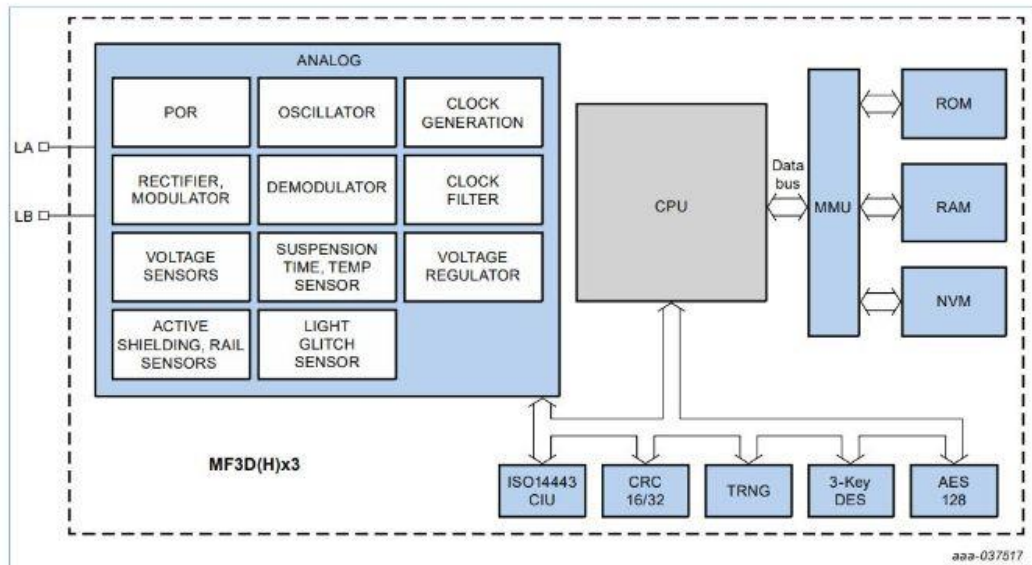 ANALOG
POR
OSCILLATOR
CLOCK
GENERATION
RECTIFIER,
MODULATOR
DEMODULATOR
CLOCK
FILTER
VOLTAGE
SENSORS
SUSPENSION
TIME, TEMP
SENSOR
VOLTAGE
REGULATOR
ACTIVE
SHIELDING, RAIL
SENSORS
LIGHT
GLITCH
SENSOR
LA
LB
CPU
Data
bus
MMU
ROM
RAM
NVM
MF3D(H)x3
ISO14443
CIU
CRC
16/32
TRNG
3-Key
DES
AES
128
aaa-037517